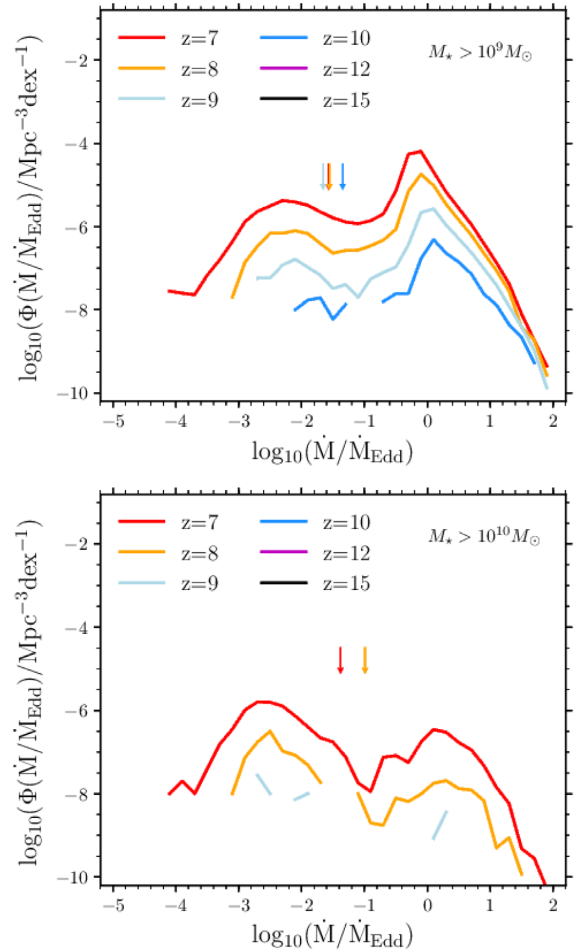 −2
−4
−6
−8
−10
log₁₀(Φ(Ṁ/Ṁ_Edd)/Mpc⁻³dex⁻¹)
z=7 z=10
z=8 z=12
z=9 z=15
M⋆ > 10⁹M⊙
−5 −4 −3 −2 −1 0 1 2
log₁₀(Ṁ/Ṁ_Edd)
−2
−4
−6
−8
−10
log₁₀(Φ(Ṁ/Ṁ_Edd)/Mpc⁻³dex⁻¹)
z=7 z=10
z=8 z=12
z=9 z=15
M⋆ > 10¹⁰M⊙
−5 −4 −3 −2 −1 0 1 2
log₁₀(Ṁ/Ṁ_Edd)